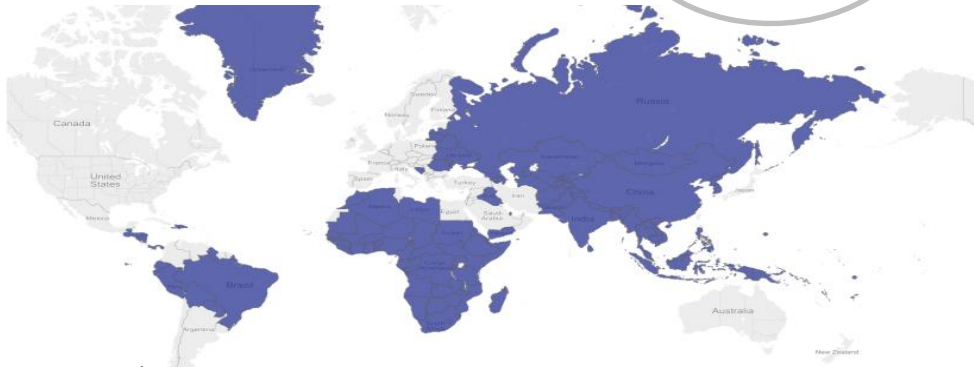 Greenland
Sweden
Russia
Finland
Norway
Canada
Poland
Ukraine
Kazakhstan
Mongolia
France
Italy
United
States
Spain
Turkey
China
Japan
Iran
Algeria
Libya
Egypt
Saudi
Arabia
India
Mexico
Sudan
Brazil
Australia
Argentina
New Zealand